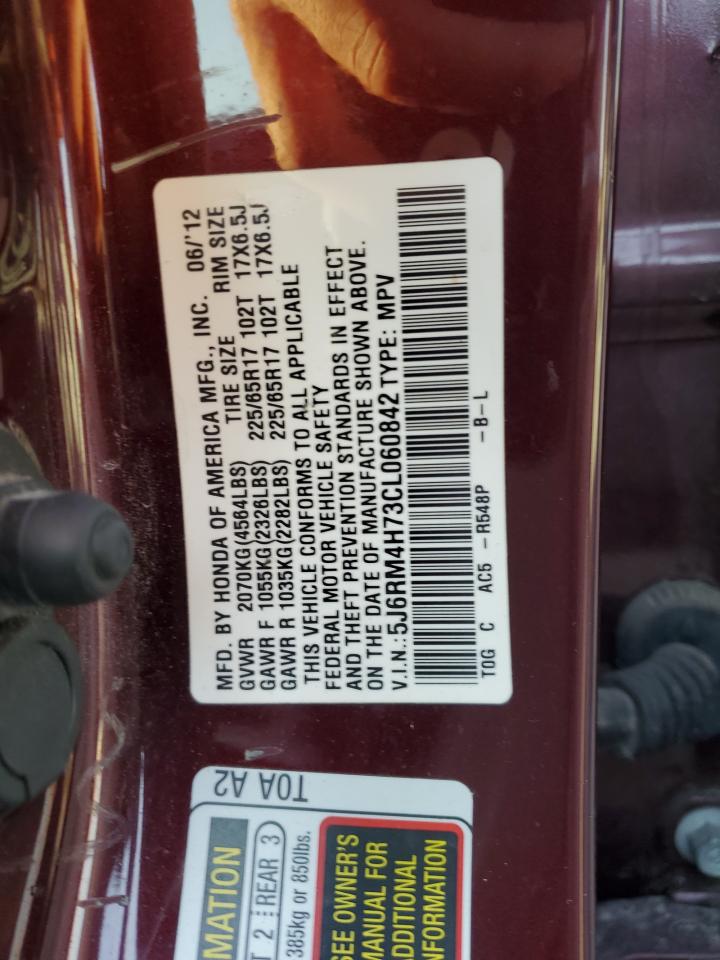 MFD. BY HONDA OF AMERICA MFG., INC. 06/'12
GVWR 2070KG(4564LBS) TIRE SIZE RIM SIZE
GAWR F 1055KG(2326LBS) 225/65R17 102T 17X6.5J
GAWR R 1035KG(2282LBS) 225/65R17 102T 17X6.5J
THIS VEHICLE CONFORMS TO ALL APPLICABLE
FEDERAL MOTOR VEHICLE SAFETY
AND THEFT PREVENTION STANDARDS IN EFFECT
ON THE DATE OF MANUFACTURE SHOWN ABOVE.
V.I.N.: 5J6RM4H73CL060842 TYPE: MPV
TOG C AC5 -R548P -B-L
T0A A2
MATION
T 2 REAR 3
385kg or 850lbs.
SEE OWNER'S
MANUAL FOR
ADDITIONAL
NFORMATION